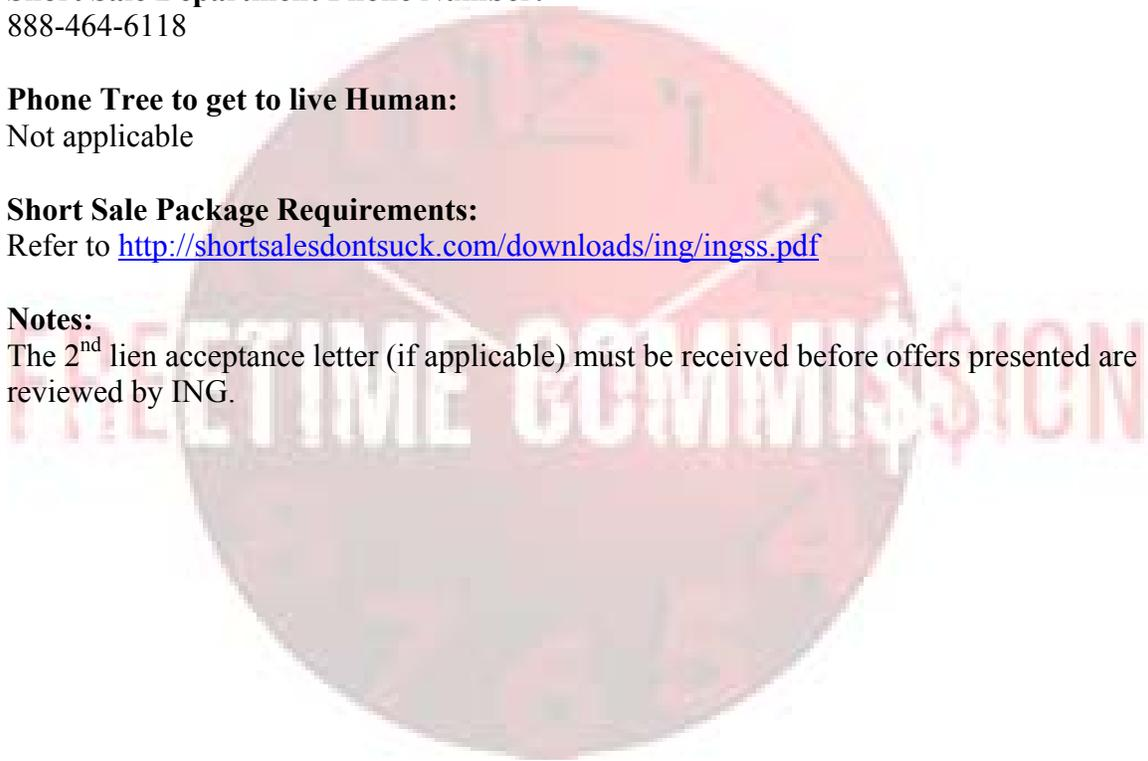 888-464-6118
Phone Tree to get to live Human:
Not applicable
Short Sale Package Requirements:
Refer to http://shortsalesdontsuck.com/downloads/ing/ingss.pdf
Notes:
The 2nd lien acceptance letter (if applicable) must be received before offers presented are
reviewed by ING.
FREETIME COMMI$$ION